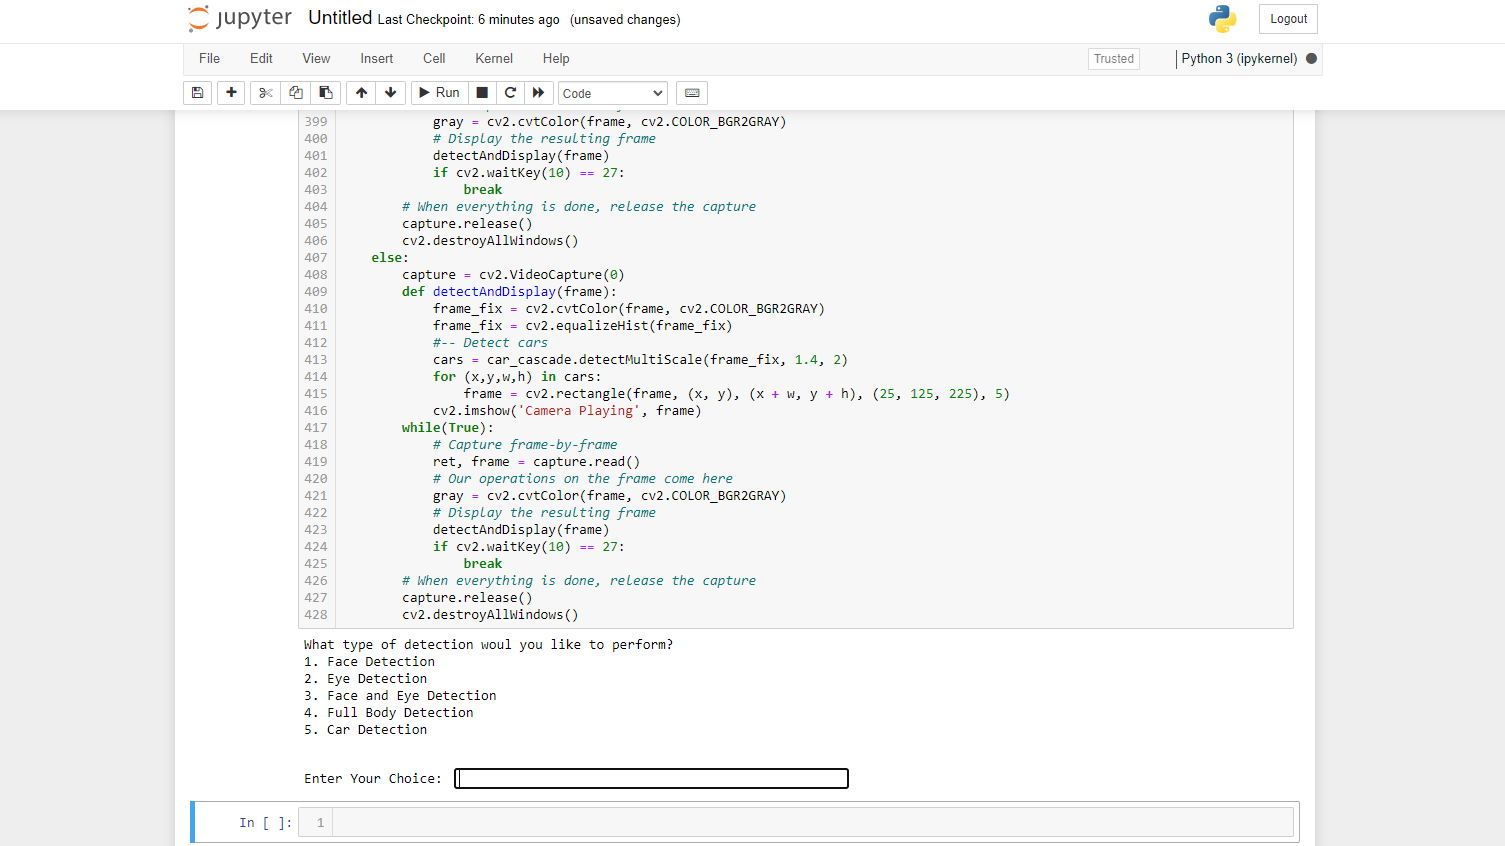 jupyter Untitled Last Checkpoint: 6 minutes ago (unsaved changes) Logout
File Edit View Insert Cell Kernel Help Trusted Python 3 (ipykernel)
Run Code
399 gray = cv2.cvtColor(frame, cv2.COLOR_BGR2GRAY)
400 # Display the resulting frame
401 detectAndDisplay(frame)
402 if cv2.waitKey(10) == 27:
403 break
404 # When everything is done, release the capture
405 capture.release()
406 cv2.destroyAllWindows()
407 else:
408 capture = cv2.VideoCapture(0)
409 def detectAndDisplay(frame):
410 frame_fix = cv2.cvtColor(frame, cv2.COLOR_BGR2GRAY)
411 frame_fix = cv2.equalizeHist(frame_fix)
412 #-- Detect cars
413 cars = car_cascade.detectMultiScale(frame_fix, 1.4, 2)
414 for (x,y,w,h) in cars:
415 frame = cv2.rectangle(frame, (x, y), (x + w, y + h), (25, 125, 225), 5)
416 cv2.imshow('Camera Playing', frame)
417 while(True):
418 # Capture frame-by-frame
419 ret, frame = capture.read()
420 # Our operations on the frame come here
421 gray = cv2.cvtColor(frame, cv2.COLOR_BGR2GRAY)
422 # Display the resulting frame
423 detectAndDisplay(frame)
424 if cv2.waitKey(10) == 27:
425 break
426 # When everything is done, release the capture
427 capture.release()
428 cv2.destroyAllWindows()
What type of detection woul you like to perform?
1. Face Detection
2. Eye Detection
3. Face and Eye Detection
4. Full Body Detection
5. Car Detection
Enter Your Choice:
In [ ]: 1